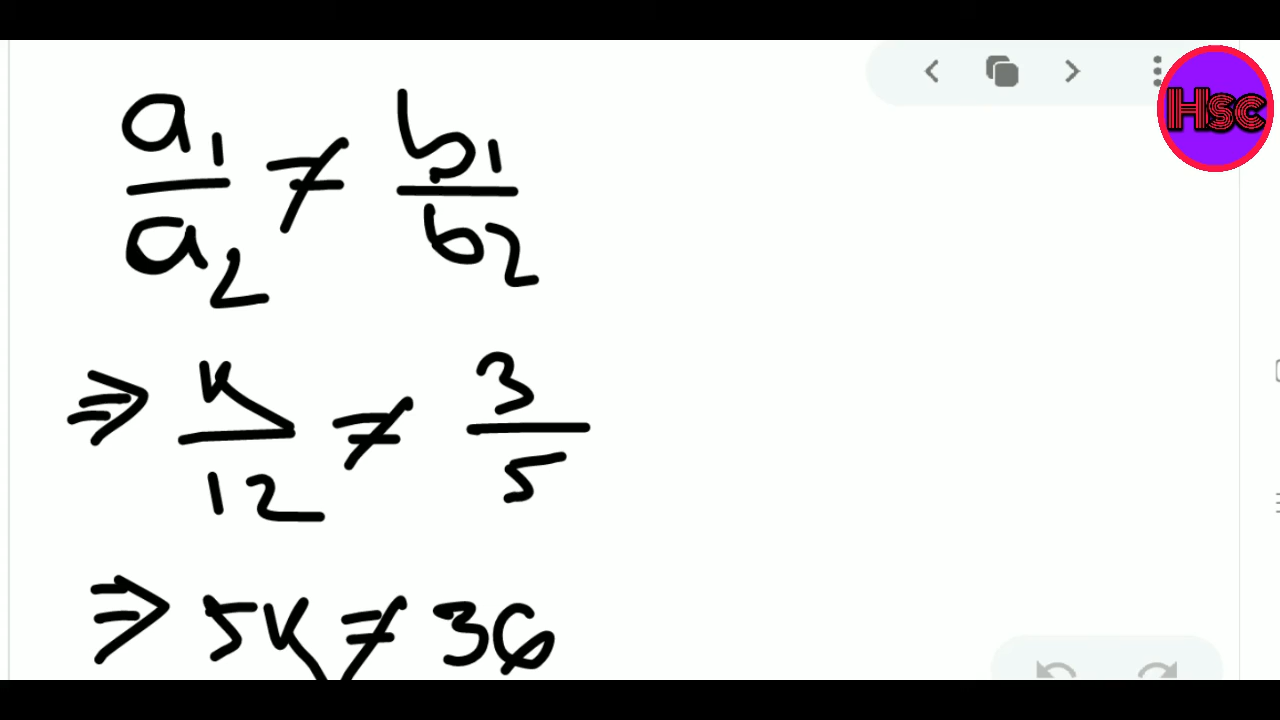 a₁/a₂ ≠ b₁/b₂
Hsc
⇒ K/12 ≠ 3/5
⇒ 5K ≠ 36